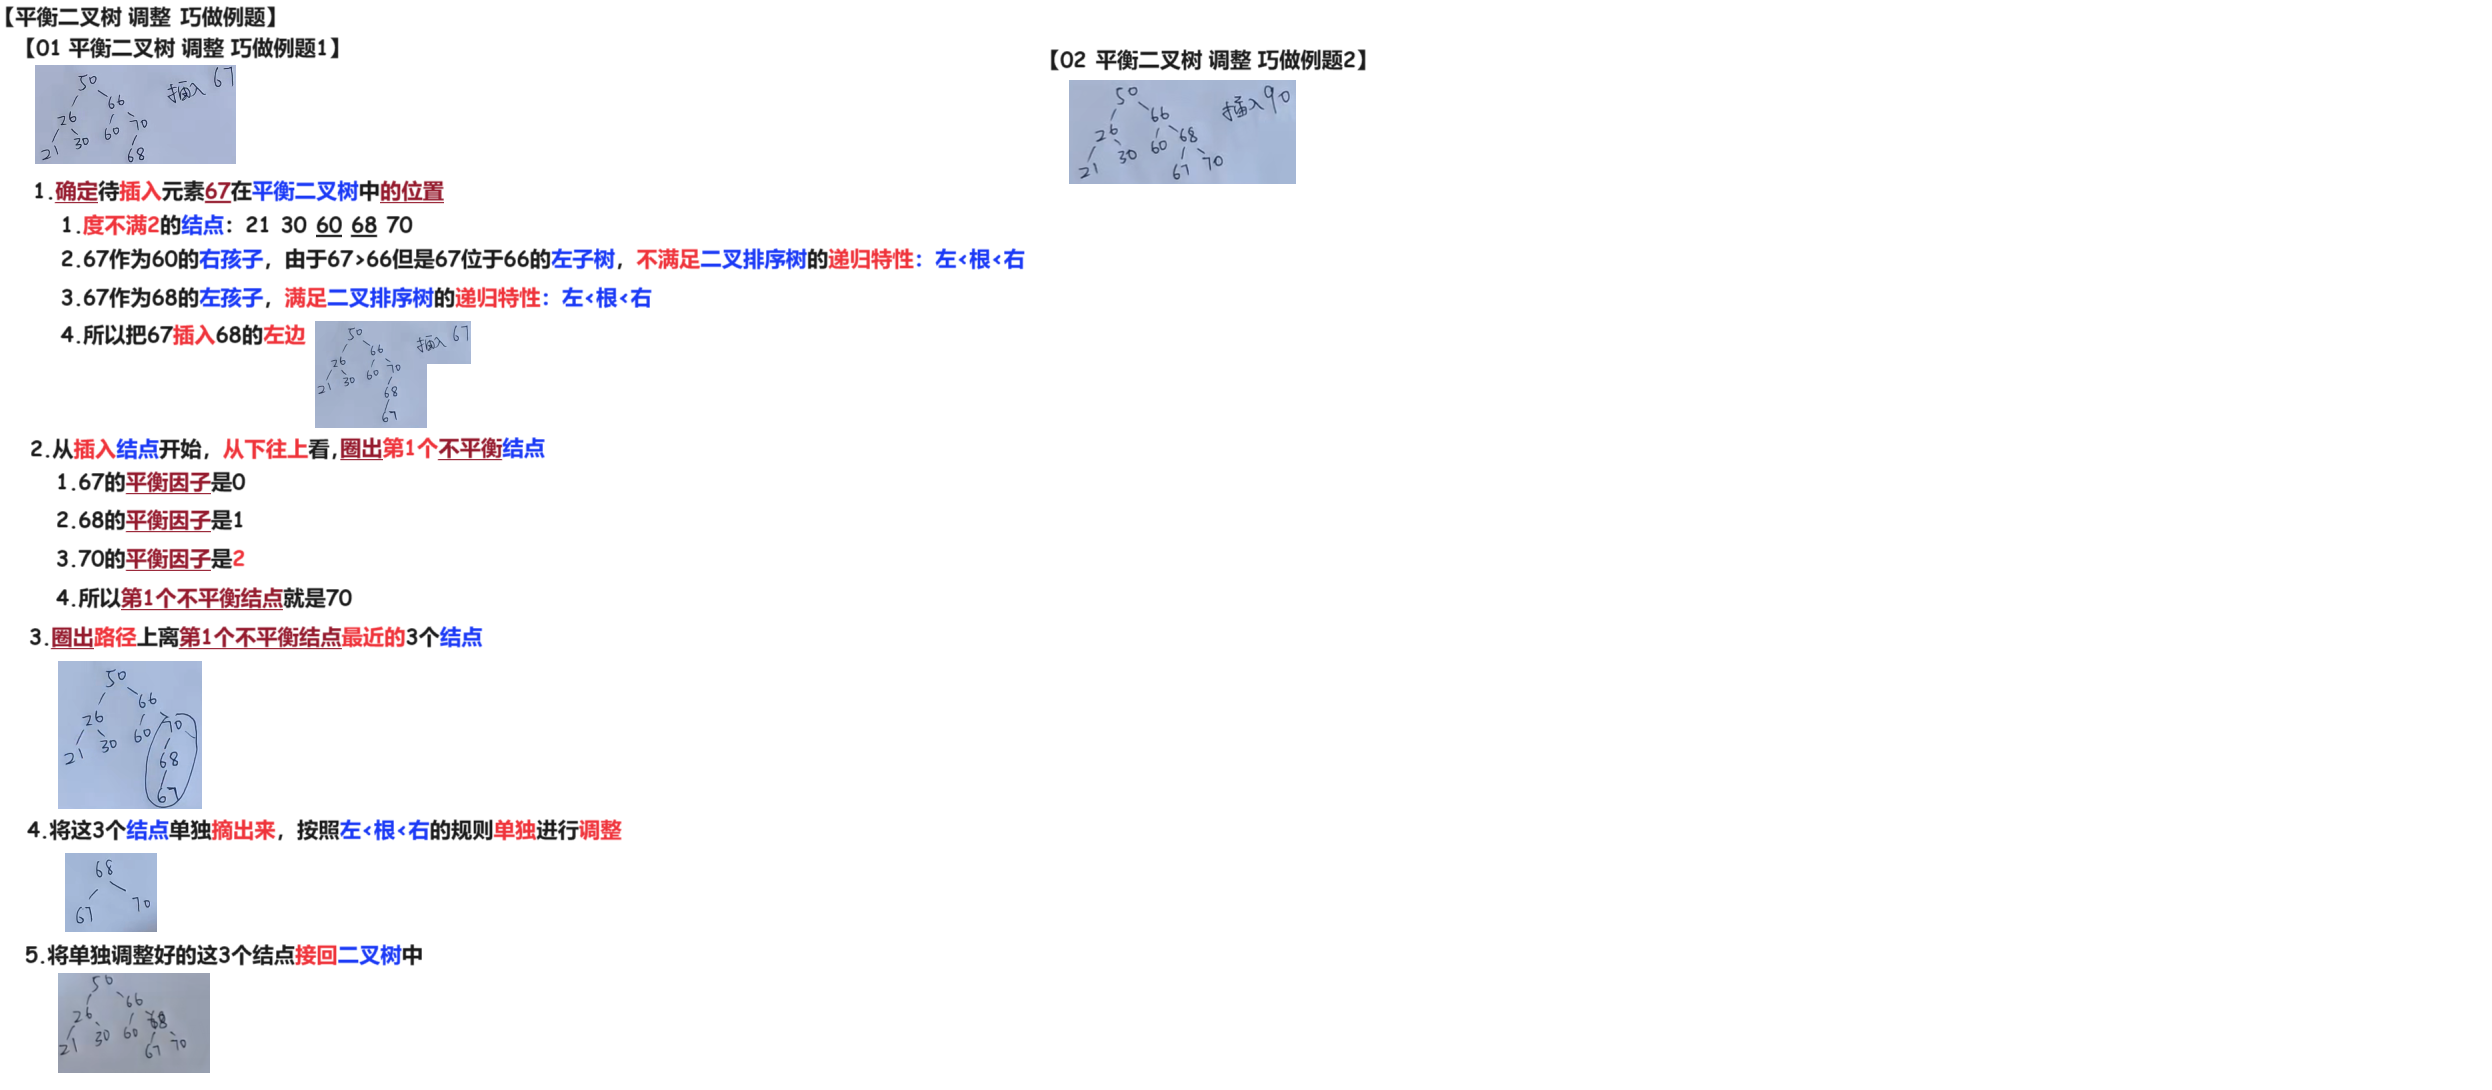 【平衡二叉树 调整 巧做例题】
【01 平衡二叉树 调整 巧做例题1】
50
插入 67
66
26
70
60
30
21
68
1.确定待插入元素67在平衡二叉树中的位置
1.度不满2的结点：21 30 60 68 70
2.67作为60的右孩子，由于67>66但是67位于66的左子树，不满足二叉排序树的递归特性：左<根<右
3.67作为68的左孩子，满足二叉排序树的递归特性：左<根<右
4.所以把67插入68的左边
50
插入 67
66
26
70
60
30
21
68
67
2.从插入结点开始，从下往上看,圈出第1个不平衡结点
1.67的平衡因子是0
2.68的平衡因子是1
3.70的平衡因子是2
4.所以第1个不平衡结点就是70
3.圈出路径上离第1个不平衡结点最近的3个结点
50
66
26
70
60
30
21
68
67
4.将这3个结点单独摘出来，按照左<根<右的规则单独进行调整
68
67 70
5.将单独调整好的这3个结点接回二叉树中
50
66
26
68
60
30
21
67 70
【02 平衡二叉树 调整 巧做例题2】
50
插入90
66
26
68
60
30
21
67 70